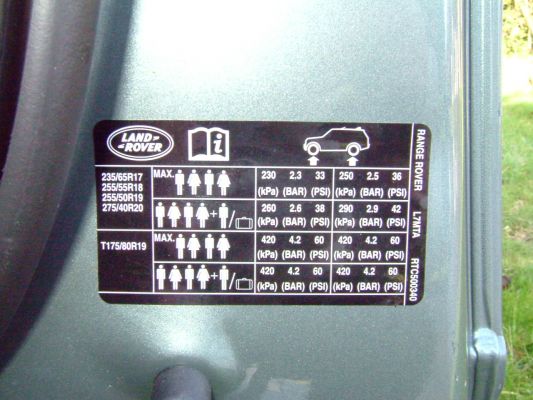 LAND
ROVER
235/65R17
255/55R18
255/50R19
275/40R20
MAX.
230 2.3 33 250 2.5 36
(kPa) (BAR) (PSI) (kPa) (BAR) (PSI)
260 2.6 38 290 2.9 42
(kPa) (BAR) (PSI) (kPa) (BAR) (PSI)
T175/80R19
MAX.
420 4.2 60 420 4.2 60
(kPa) (BAR) (PSI) (kPa) (BAR) (PSI)
420 4.2 60 420 4.2 60
(kPa) (BAR) (PSI) (kPa) (BAR) (PSI)
RANGE ROVER L7MTA RTC500340